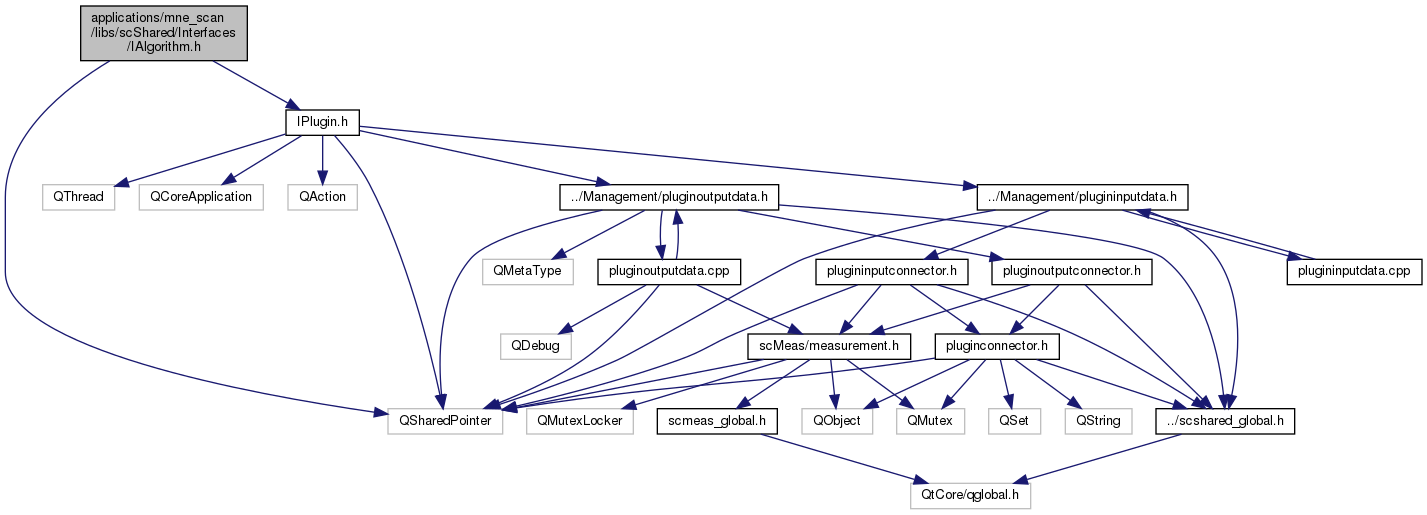 applications/mne_scan
/libs/scShared/Interfaces
/IAlgorithm.h
IPlugin.h
QThread
QCoreApplication
QAction
../Management/pluginoutputdata.h
../Management/plugininputdata.h
QMetaType
pluginoutputdata.cpp
plugininputconnector.h
pluginoutputconnector.h
plugininputdata.cpp
QDebug
scMeas/measurement.h
pluginconnector.h
QSharedPointer
QMutexLocker
scmeas_global.h
QObject
QMutex
QSet
QString
../scshared_global.h
QtCore/qglobal.h